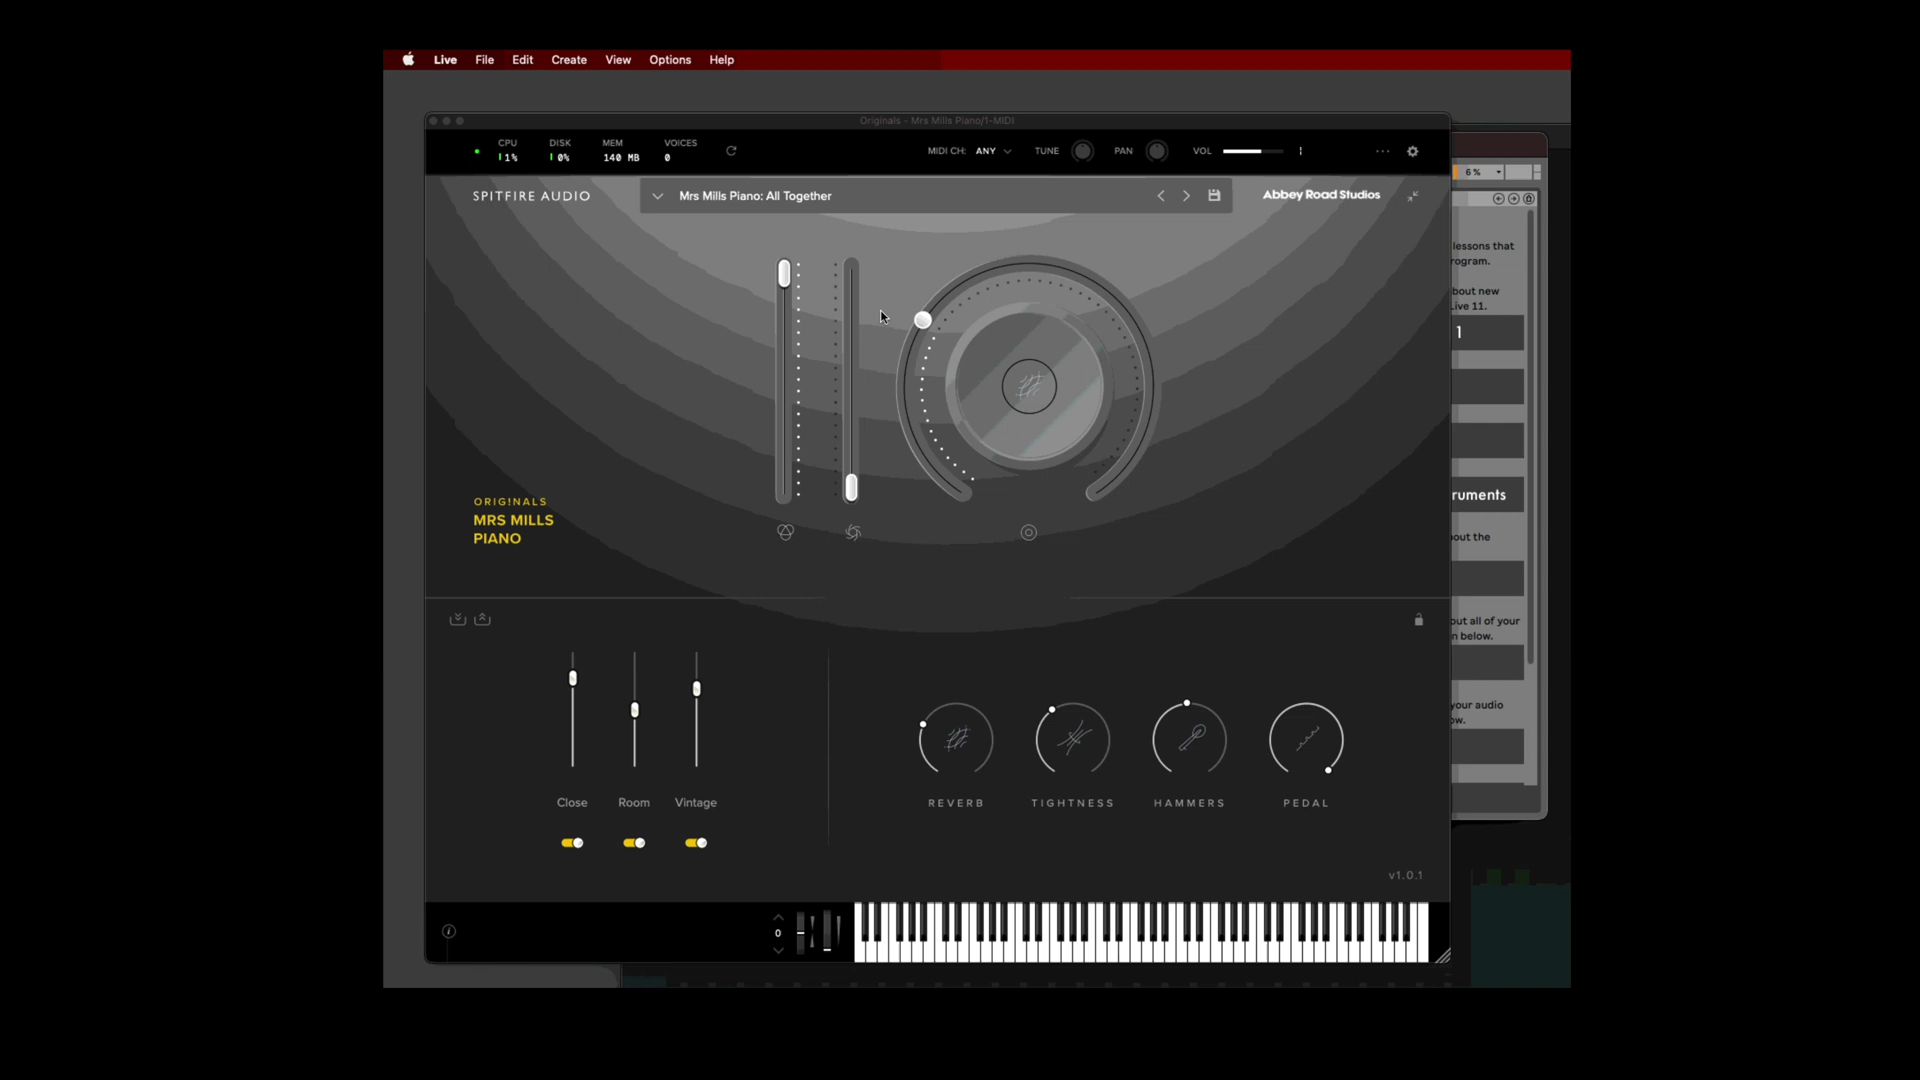 Live File Edit Create View Options Help
Originals - Mrs Mills Piano/1-MIDI
CPU DISK MEM VOICES
1% 0% 140 MB 0
MIDI CH: ANY TUNE PAN VOL
SPITFIRE AUDIO
Mrs Mills Piano: All Together
Abbey Road Studios
6 %
lessons that
rogram.
bout new
Live 11.
1
ruments
out the
out all of your
n below.
your audio
ow.
ORIGINALS
MRS MILLS
PIANO
Close Room Vintage
REVERB TIGHTNESS HAMMERS PEDAL
v1.0.1
0